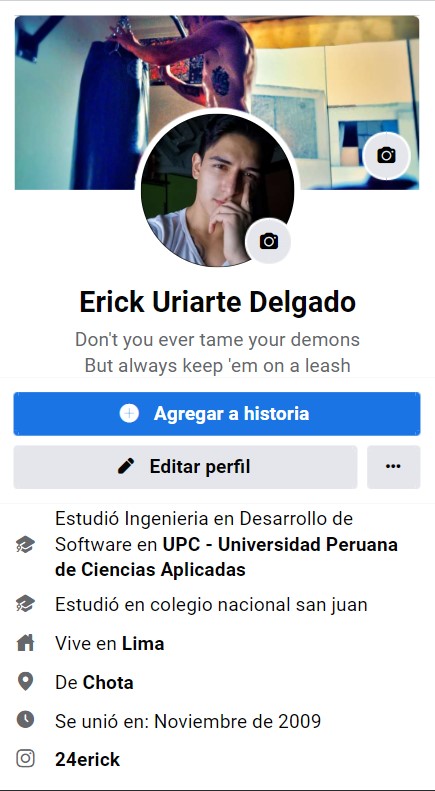 Erick Uriarte Delgado
Don't you ever tame your demons
But always keep 'em on a leash
Agregar a historia
Editar perfil
Estudió Ingenieria en Desarrollo de
Software en UPC - Universidad Peruana
de Ciencias Aplicadas
Estudió en colegio nacional san juan
Vive en Lima
De Chota
Se unió en: Noviembre de 2009
24erick